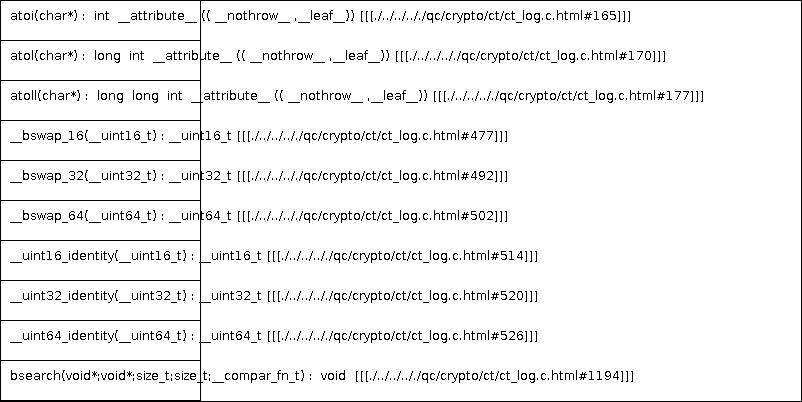 atoi(char*) : int __attribute__ (( __nothrow__ ,__leaf__)) [[[./../../../qc/crypto/ct/ct_log.c.html#165]]]
atol(char*) : long int __attribute__ (( __nothrow__ ,__leaf__)) [[[./../../../qc/crypto/ct/ct_log.c.html#170]]]
atoll(char*) : long long int __attribute__ (( __nothrow__ ,__leaf__)) [[[./../../../qc/crypto/ct/ct_log.c.html#177]]]
__bswap_16(__uint16_t) : __uint16_t [[[./../../../qc/crypto/ct/ct_log.c.html#477]]]
__bswap_32(__uint32_t) : __uint32_t [[[./../../../qc/crypto/ct/ct_log.c.html#492]]]
__bswap_64(__uint64_t) : __uint64_t [[[./../../../qc/crypto/ct/ct_log.c.html#502]]]
__uint16_identity(__uint16_t) : __uint16_t [[[./../../../qc/crypto/ct/ct_log.c.html#514]]]
__uint32_identity(__uint32_t) : __uint32_t [[[./../../../qc/crypto/ct/ct_log.c.html#520]]]
__uint64_identity(__uint64_t) : __uint64_t [[[./../../../qc/crypto/ct/ct_log.c.html#526]]]
bsearch(void*;void*;size_t;size_t;__compar_fn_t) : void [[[./../../../qc/crypto/ct/ct_log.c.html#1194]]]